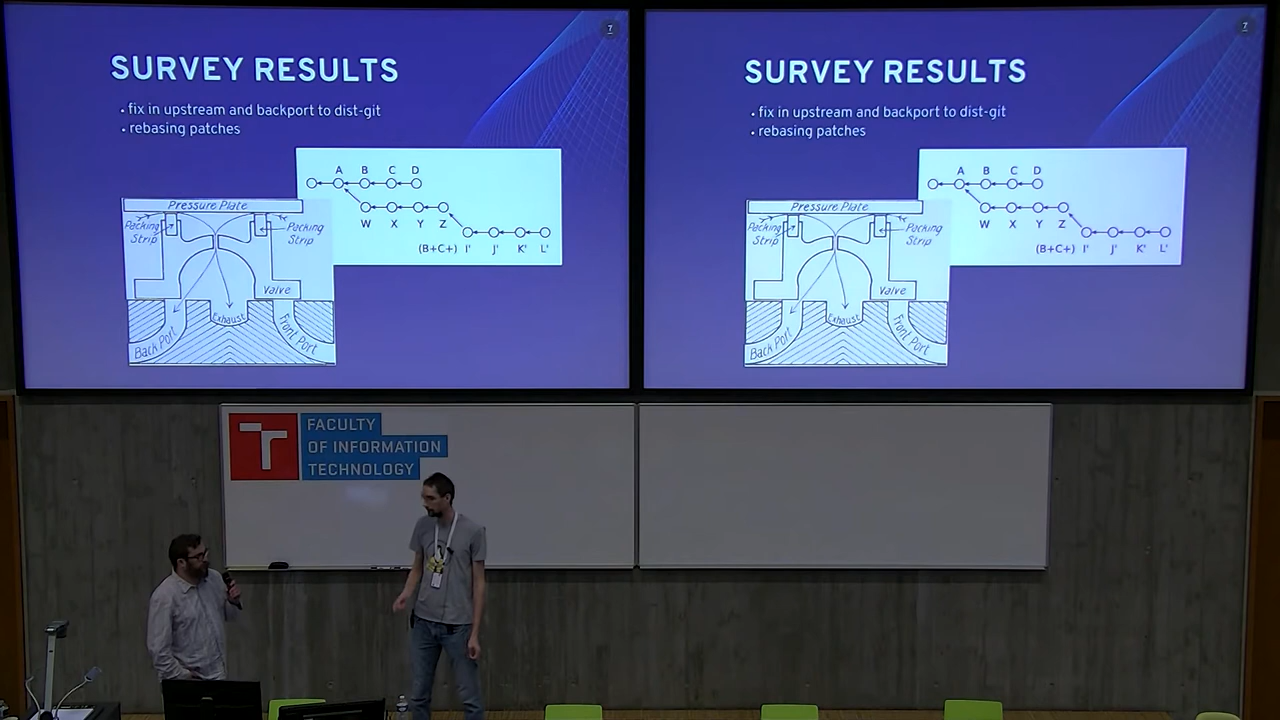 7
SURVEY RESULTS
• fix in upstream and backport to dist-git
• rebasing patches
A B C D
W X Y Z
(B+C+) I' J' K' L'
Pressure Plate
Packing
Strip
Packing
Strip
Valve
Exhaust
Back Port
Front Port
7
SURVEY RESULTS
• fix in upstream and backport to dist-git
• rebasing patches
A B C D
W X Y Z
(B+C+) I' J' K' L'
Pressure Plate
Packing
Strip
Packing
Strip
Valve
Exhaust
Back Port
Front Port
FACULTY
OF INFORMATION
TECHNOLOGY